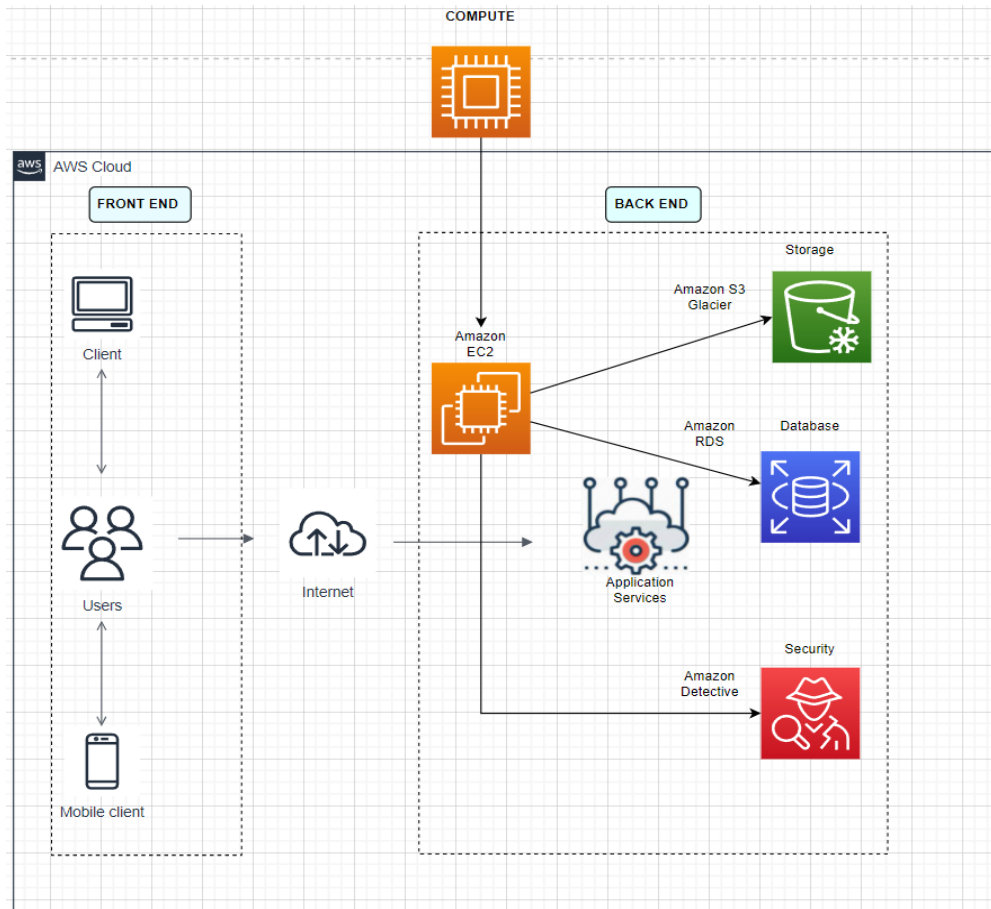 COMPUTE
aws
AWS Cloud
FRONT END
BACK END
Client
Users
Mobile client
Internet
Amazon
EC2
Amazon S3
Glacier
Storage
Amazon
RDS
Database
Application
Services
Amazon
Detective
Security